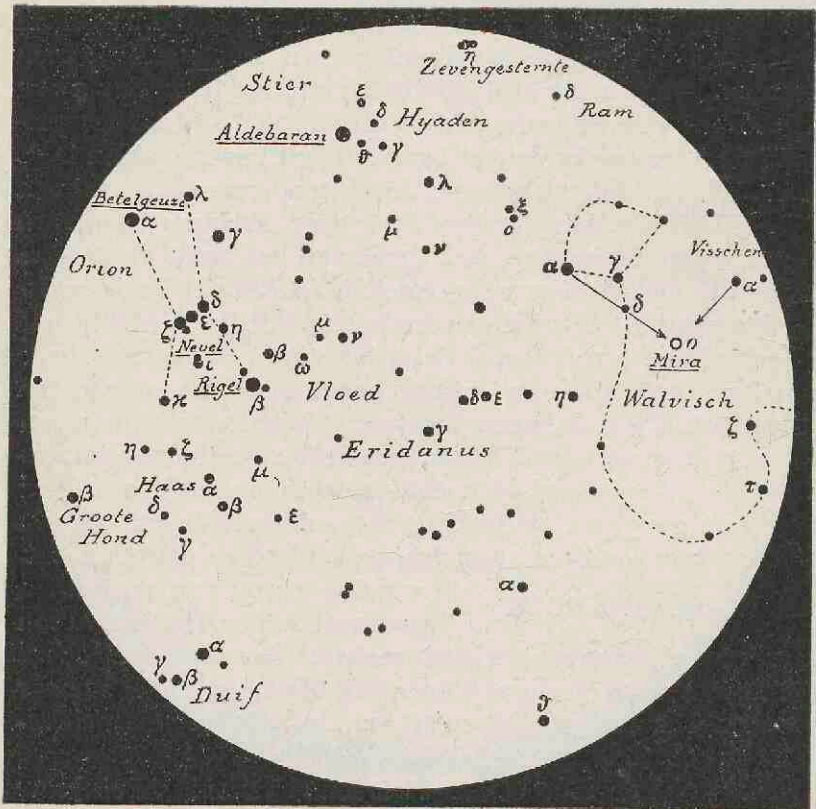 η
Zevengesternte
Stier
δ
Ram
ε
δ
Hyaden
Aldebaran
ϑ γ
λ
λ
Betelgeuze
α
ξ
ο
μ
γ
ν
Visschen
Orion
α
γ
α
δ
δ
ε
ζ
η
μ
ν
ο
Mira
Nevel
ι
β
ω
Rigel
β
Vloed
ϰ
δ ε
η
Walvisch
γ
ζ
Eridanus
η ζ
μ
Haas
α
τ
β
β
Groote
δ
ε
Hond
γ
α
α
γ β
Duif
ϑ